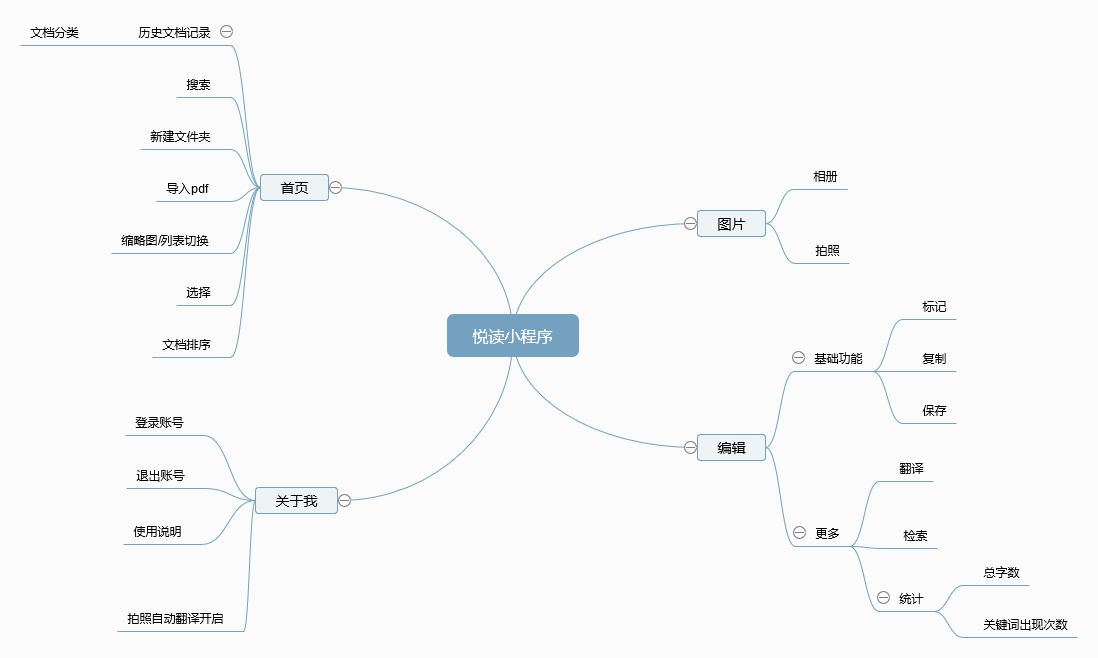 悦读小程序
首页
历史文档记录
文档分类
搜索
新建文件夹
导入pdf
缩略图/列表切换
选择
文档排序
关于我
登录账号
退出账号
使用说明
拍照自动翻译开启
图片
相册
拍照
编辑
基础功能
标记
复制
保存
更多
翻译
检索
统计
总字数
关键词出现次数